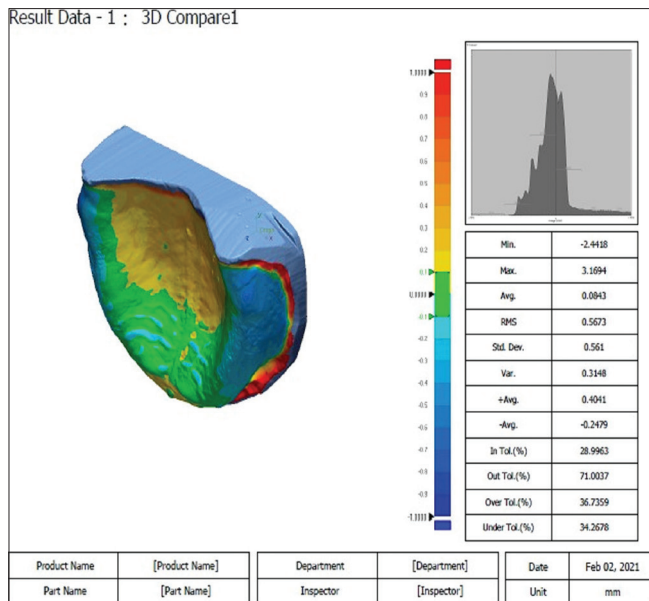 Result Data - 1 : 3D Compare1
0.9
0.8
0.7
0.6
0.5
0.4
0.3
0.2
0.1
-0.1
-0.2
-0.3
-0.4
-0.5
-0.6
-0.7
-0.8
-0.9
Min. -2.4418
Max. 3.1694
Avg. 0.0843
RMS 0.5673
Std. Dev. 0.561
Var. 0.3148
+Avg. 0.4041
-Avg. -0.2479
In Tol.(%) 28.9963
Out Tol.(%) 71.0037
Over Tol.(%) 36.7359
Under Tol.(%) 34.2678
Product Name [Product Name] Department [Department] Date Feb 02, 2021
Part Name [Part Name] Inspector [Inspector] Unit mm